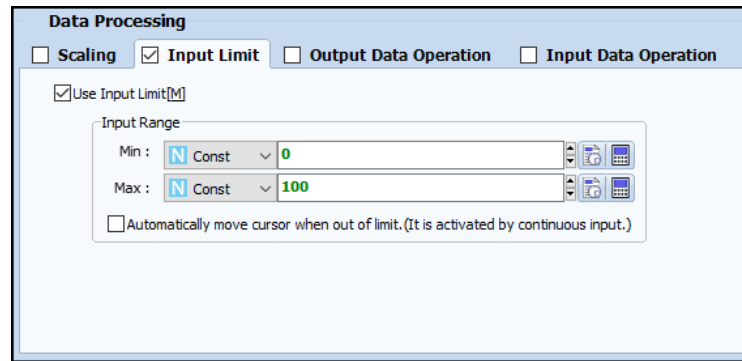 Data Processing
Scaling Input Limit Output Data Operation Input Data Operation
Use Input Limit[M]
Input Range
Min : N Const 0
Max : N Const 100
Automatically move cursor when out of limit.(It is activated by continuous input.)